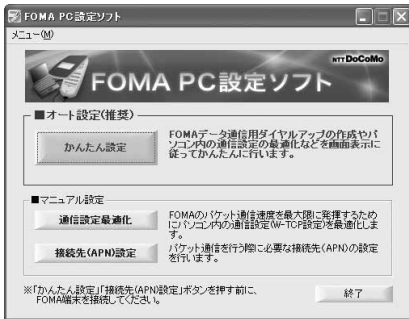 FOMA PC設定ソフト
メニュー(M)
NTT DoCoMo
FOMA PC設定ソフト
■オート設定(推奨)
かんたん設定
FOMAデータ通信用ダイヤルアップの作成やパ
ソコン内の通信設定の最適化などを画面表示に
従ってかんたんに行います。
■マニュアル設定
通信設定最適化
FOMAのパケット通信速度を最大限に発揮するため
にパソコン内の通信設定(W-TCP設定)を最適化しま
す。
接続先(APN)設定
パケット通信を行う際に必要な接続先(APN)の設定
を行います。
※「かんたん設定」「接続先(APN)設定」ボタンを押す前に、
FOMA端末を接続してください。
終了